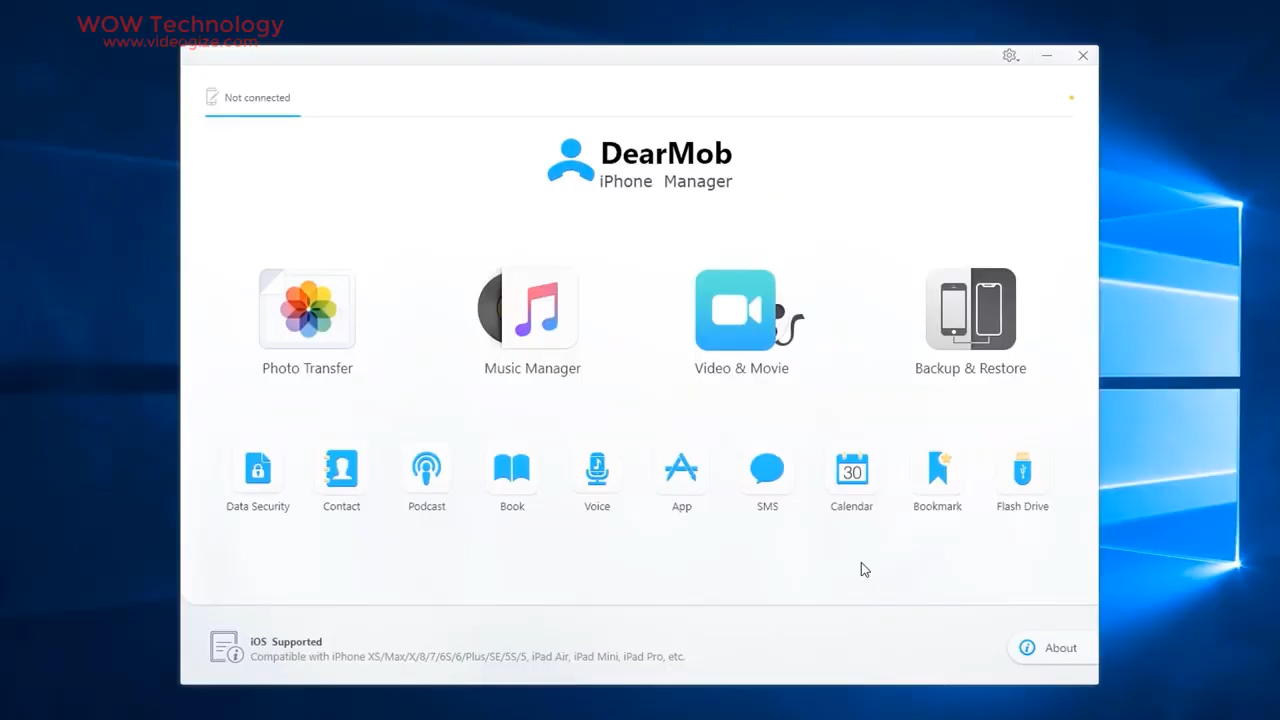 WOW Technology
www.videogize.com
Not connected
DearMob
iPhone Manager
Photo Transfer
Music Manager
Video & Movie
Backup & Restore
Data Security
Contact
Podcast
Book
Voice
App
SMS
30
Calendar
Bookmark
Flash Drive
iOS Supported
Compatible with iPhone XS/Max/X/8/7/6S/6/Plus/SE/5S/5, iPad Air, iPad Mini, iPad Pro, etc.
About